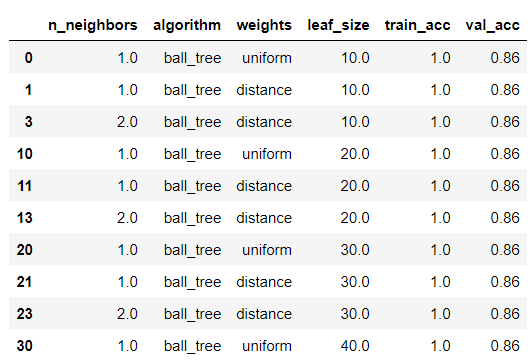 n_neighbors algorithm weights leaf_size train_acc val_acc
0 1.0 ball_tree uniform 10.0 1.0 0.86
1 1.0 ball_tree distance 10.0 1.0 0.86
3 2.0 ball_tree distance 10.0 1.0 0.86
10 1.0 ball_tree uniform 20.0 1.0 0.86
11 1.0 ball_tree distance 20.0 1.0 0.86
13 2.0 ball_tree distance 20.0 1.0 0.86
20 1.0 ball_tree uniform 30.0 1.0 0.86
21 1.0 ball_tree distance 30.0 1.0 0.86
23 2.0 ball_tree distance 30.0 1.0 0.86
30 1.0 ball_tree uniform 40.0 1.0 0.86